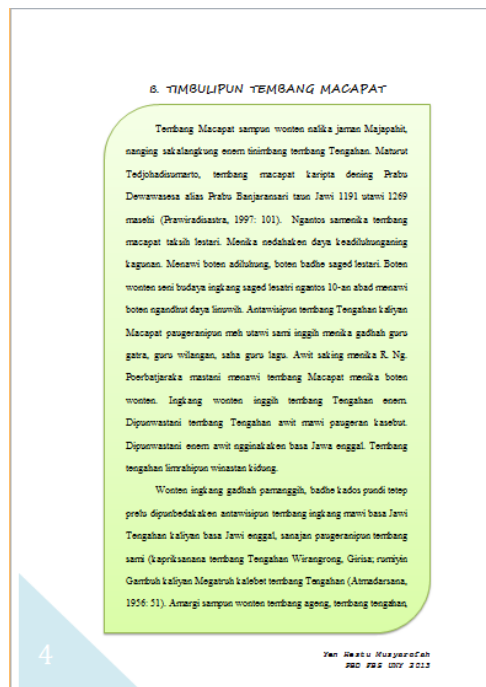 B. TIMBULIPUN TEMBANG MACAPAT
Tembang Macapat sampun wonten nalika jaman Majapahit,
nanging sakalangkung enem tinimbang tembang Tengahan. Maturut
Tedjohadisumarto, tembang macapat karipta dening Prabu
Dewawasesa alias Prabu Banjaransari taun Jawi 1191 utawi 1269
masehi (Prawiradisastra, 1997: 101). Ngantos samenika tembang
macapat taksih lestari. Menika nedahaken daya keadiluhunganing
kagunan. Menawi boten adiluhung, boten badhe saged lestari. Boten
wonten seni budaya ingkang saged lesatri ngantos 10-an abad menawi
boten ngandhut daya linuwih. Antawisipun tembang Tengahan kaliyan
Macapat paugeranipun meh utawi sami inggih menika gadhah guru
gatra, guru wilangan, saha guru lagu. Awit saking menika R. Ng.
Poerbatjaraka mastani menawi tembang Macapat menika boten
wonten. Ingkang wonten inggih tembang Tengahan enem.
Dipunwastani tembang Tengahan awit mawi paugeran kasebut.
Dipunwastani enem awit ngginakaken basa Jawa enggal. Tembang
tengahan limrahipun winastan kidung.
Wonten ingkang gadhah pamanggih, badhe kados pundi tetep
prelu dipunbedakaken antawisipun tembang ingkang mawi basa Jawi
Tengahan kaliyan basa Jawi enggal, sanajan paugeranipun tembang
sami (kapriksanana tembang Tengahan Wirangrong, Girisa; rumiyin
Gambuh kaliyan Megatruh kalebet tembang Tengahan (Atmadarsana,
1956: 51). Amargi sampun wonten tembang ageng, tembang tengahan,
4
Yen Hestu Musyarofah
PBD FBS UNY 2013